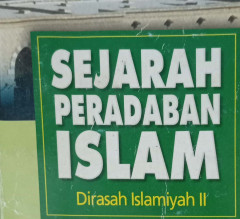 SEJARAH
PERADABAN
ISLAM
Dirasah Islamiyah II